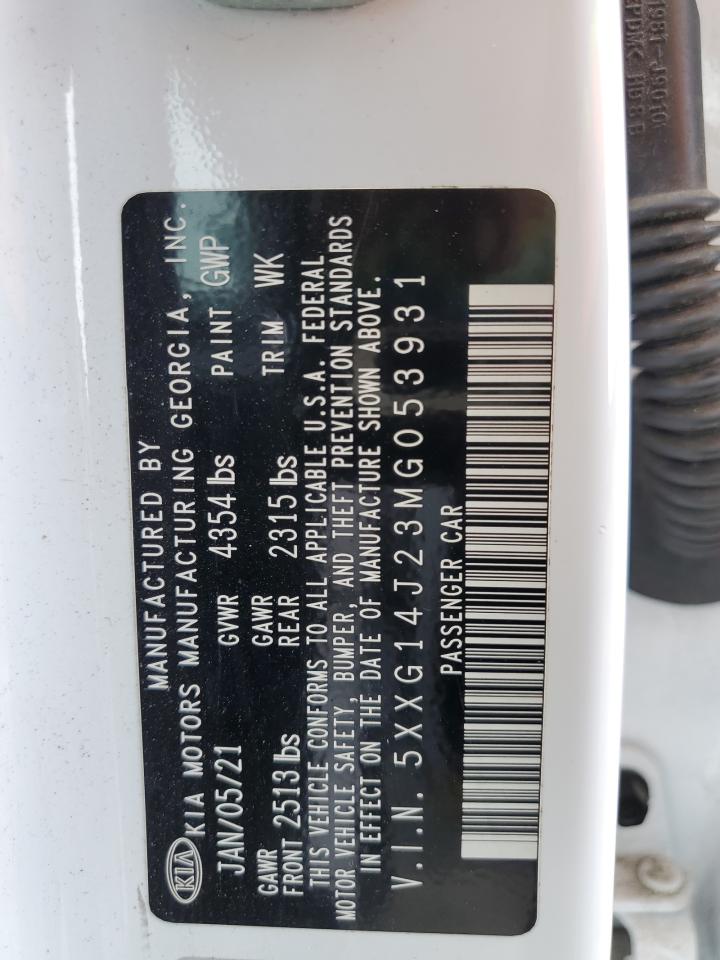 KIA
MANUFACTURED BY
KIA MOTORS MANUFACTURING GEORGIA, INC.
JAN/05/21 GVWR 4354 lbs PAINT GWP
GAWR FRONT 2513 lbs GAWR REAR 2315 lbs TRIM WK
THIS VEHICLE CONFORMS TO ALL APPLICABLE U.S.A. FEDERAL
MOTOR VEHICLE SAFETY, BUMPER, AND THEFT PREVENTION STANDARDS
IN EFFECT ON THE DATE OF MANUFACTURE SHOWN ABOVE.
V.I.N. 5XXG14J23MG053931
PASSENGER CAR